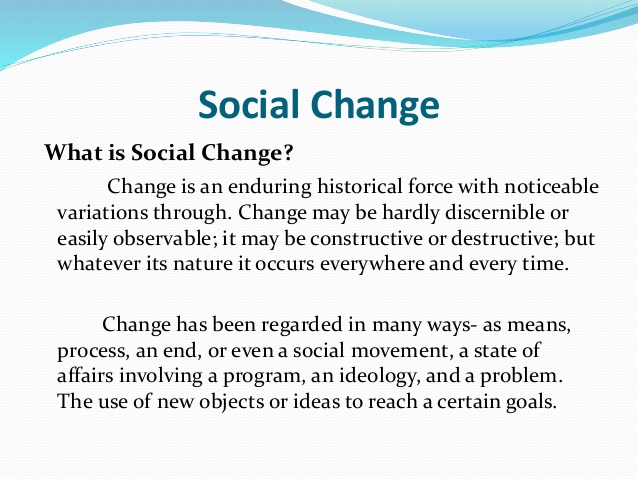 Social Change
What is Social Change?
Change is an enduring historical force with noticeable
variations through. Change may be hardly discernible or
easily observable; it may be constructive or destructive; but
whatever its nature it occurs everywhere and every time.
Change has been regarded in many ways- as means,
process, an end, or even a social movement, a state of
affairs involving a program, an ideology, and a problem.
The use of new objects or ideas to reach a certain goals.